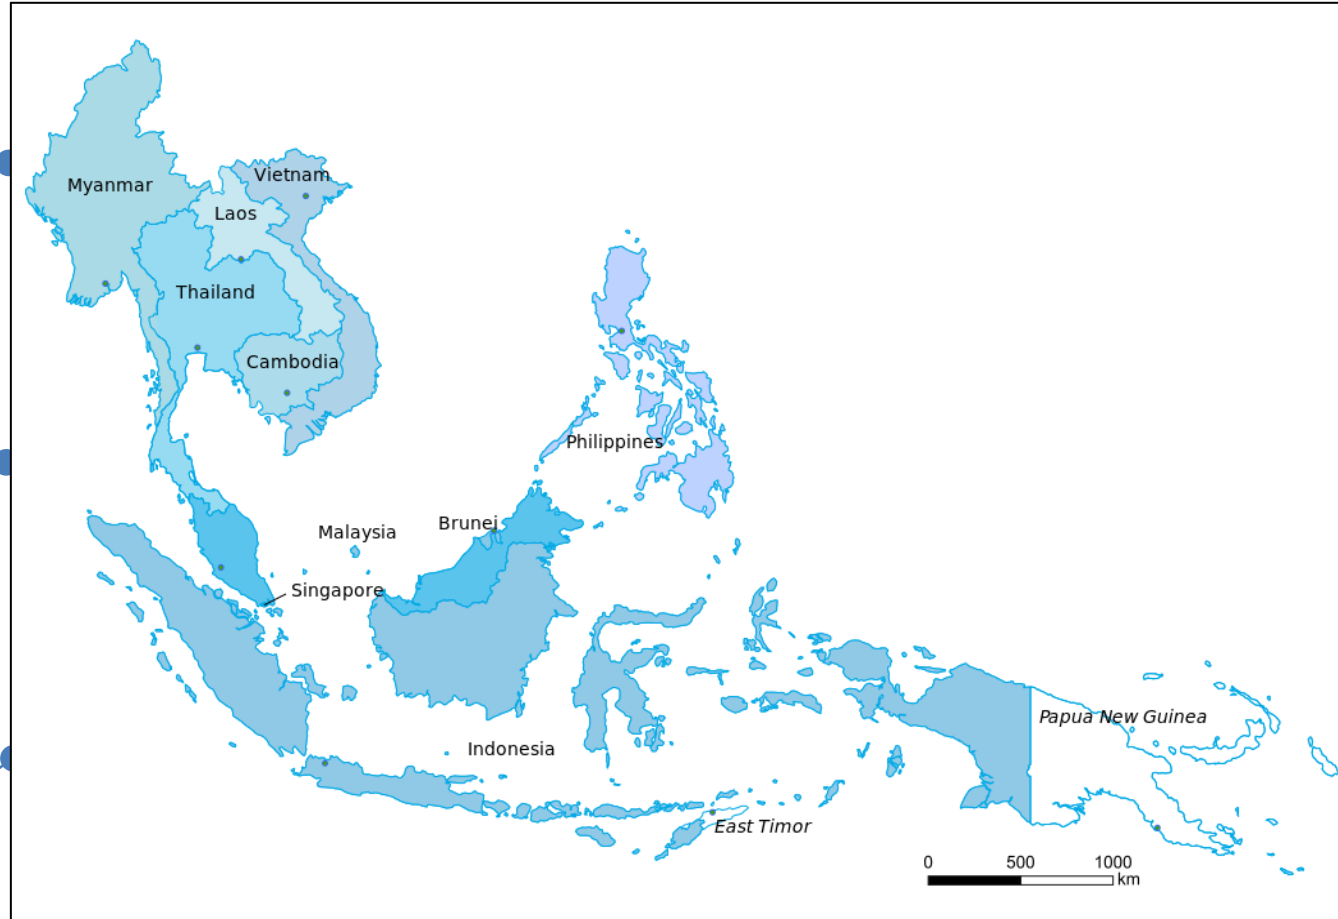 Vietnam
Myanmar
Laos
Thailand
Cambodia
Philippines
Brunei
Malaysia
Singapore
Papua New Guinea
Indonesia
East Timor
0 500 1000
km